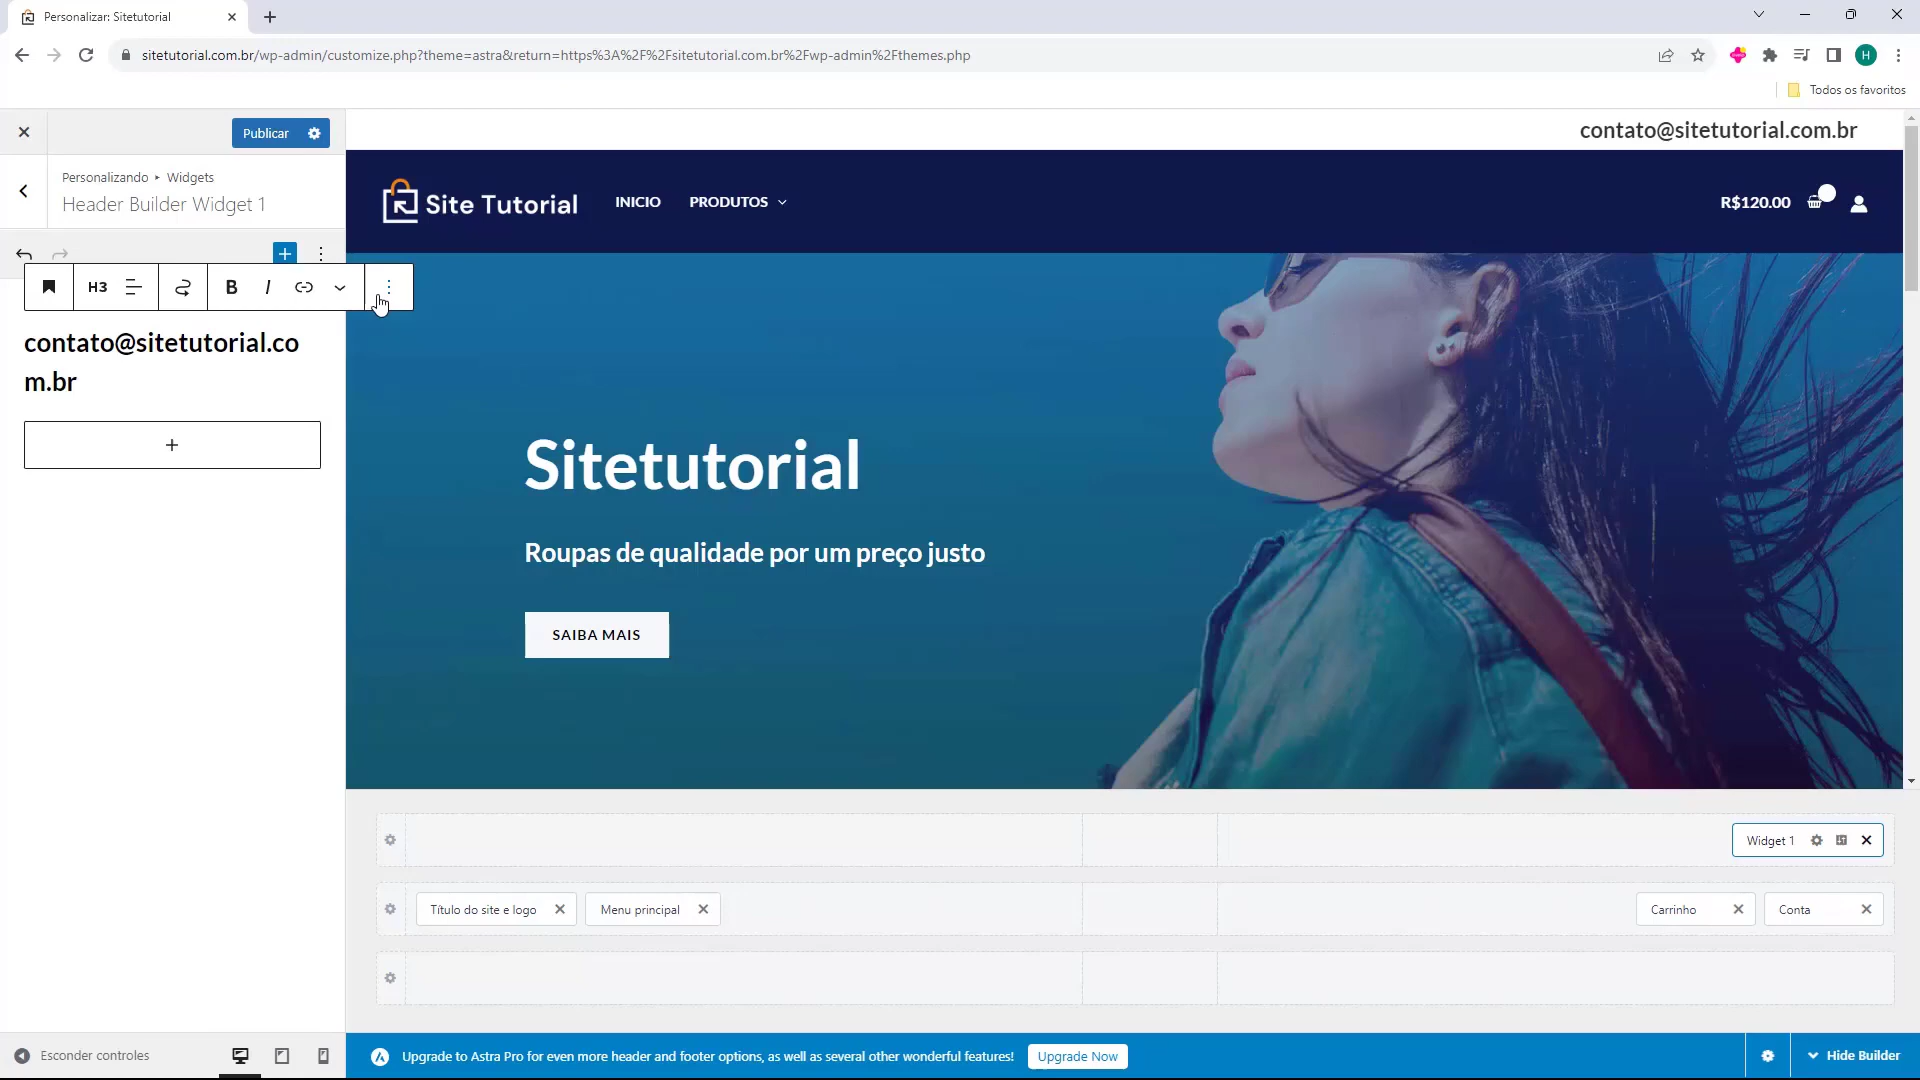 Personalizar: Sitetutorial
sitetutorial.com.br/wp-admin/customize.php?theme=astra&return=https%3A%2F%2Fsitetutorial.com.br%2Fwp-admin%2Fthemes.php
H
Todos os favoritos
Publicar
contato@sitetutorial.com.br
Personalizando ▸ Widgets
Header Builder Widget 1
Site Tutorial
INICIO
PRODUTOS
R$120.00
H3
B
I
contato@sitetutorial.co
m.br
Sitetutorial
Roupas de qualidade por um preço justo
SAIBA MAIS
Widget 1
Título do site e logo
Menu principal
Carrinho
Conta
Esconder controles
Upgrade to Astra Pro for even more header and footer options, as well as several other wonderful features!
Upgrade Now
Hide Builder